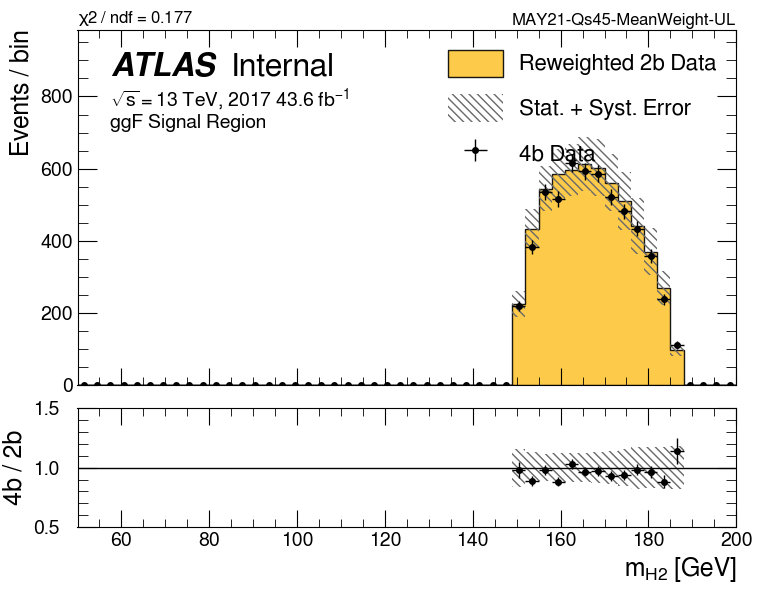 χ2 / ndf = 0.177
MAY21-Qs45-MeanWeight-UL
ATLAS Internal
√s = 13 TeV, 2017 43.6 fb⁻¹
ggF Signal Region
Reweighted 2b Data
Stat. + Syst. Error
4b Data
Events / bin
800
600
400
200
0
4b / 2b
1.5
1.0
0.5
60 80 100 120 140 160 180 200
mH2 [GeV]